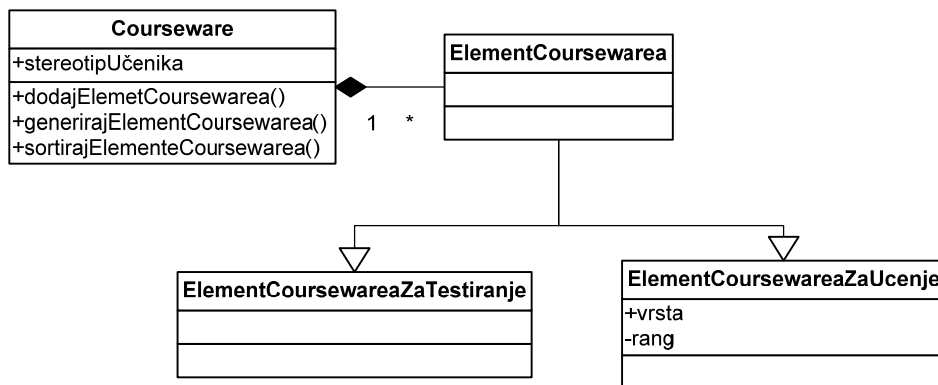 Courseware
+stereotipUčenika
+dodajElemetCoursewarea()
+generirajElementCoursewarea()
+sortirajElementeCoursewarea()
1 *
ElementCoursewarea
ElementCoursewareaZaTestiranje
ElementCoursewareaZaUcenje
+vrsta
-rang